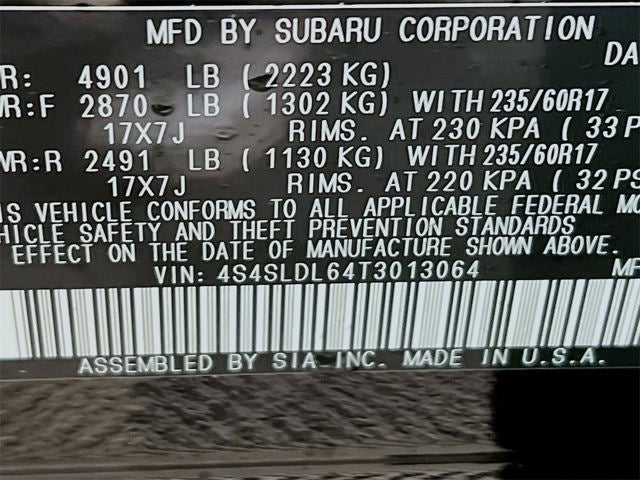 MFD BY SUBARU CORPORATION
DA
R: 4901 LB ( 2223 KG)
WR:F 2870 LB ( 1302 KG) WITH 235/60R17
17X7J RIMS. AT 230 KPA ( 33 P
WR:R 2491 LB ( 1130 KG) WITH 235/60R17
17X7J RIMS. AT 220 KPA ( 32 PS
IS VEHICLE CONFORMS TO ALL APPLICABLE FEDERAL MO
HICLE SAFETY AND THEFT PREVENTION STANDARDS
EFFECT ON THE DATE OF MANUFACTURE SHOWN ABOVE.
VIN: 4S4SLDL64T3013064 MF
ASSEMBLED BY SIA INC. MADE IN U.S.A.